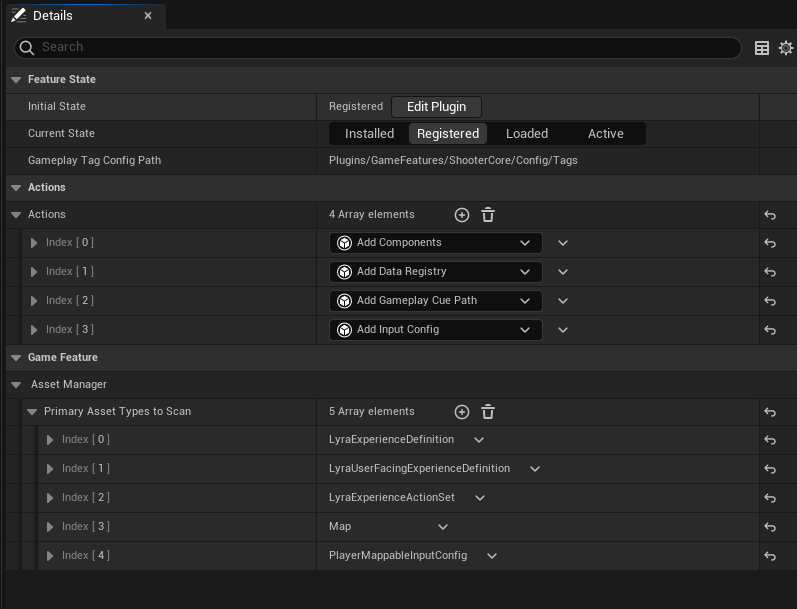 Details
Search
Feature State
Initial State Registered Edit Plugin
Current State Installed Registered Loaded Active
Gameplay Tag Config Path Plugins/GameFeatures/ShooterCore/Config/Tags
Actions
Actions 4 Array elements
Index [ 0 ] Add Components
Index [ 1 ] Add Data Registry
Index [ 2 ] Add Gameplay Cue Path
Index [ 3 ] Add Input Config
Game Feature
Asset Manager
Primary Asset Types to Scan 5 Array elements
Index [ 0 ] LyraExperienceDefinition
Index [ 1 ] LyraUserFacingExperienceDefinition
Index [ 2 ] LyraExperienceActionSet
Index [ 3 ] Map
Index [ 4 ] PlayerMappableInputConfig